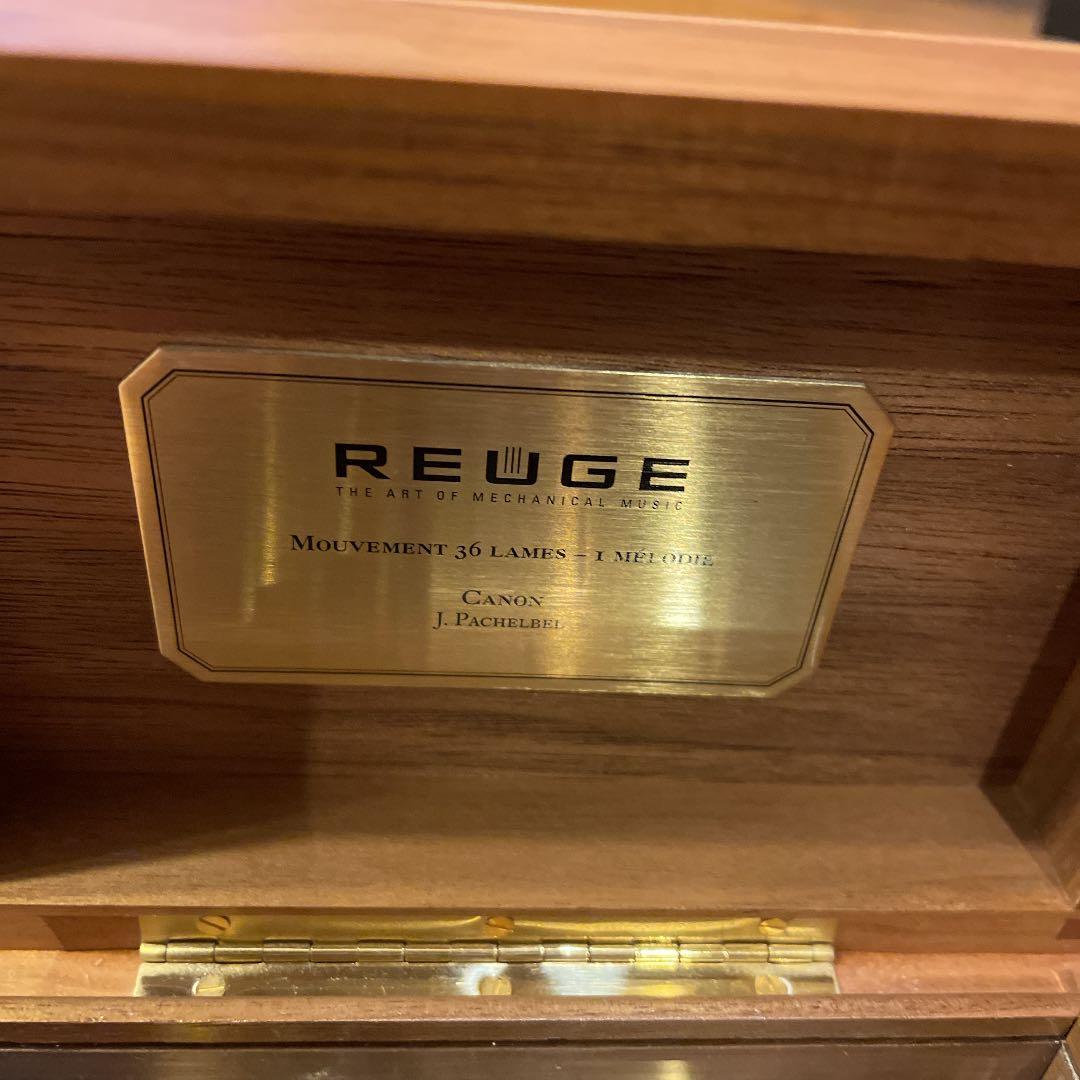 REUGE
THE ART OF MECHANICAL MUSIC
MOUVEMENT 36 LAMES – 1 MÉLODIE
CANON
J. PACHELBEL